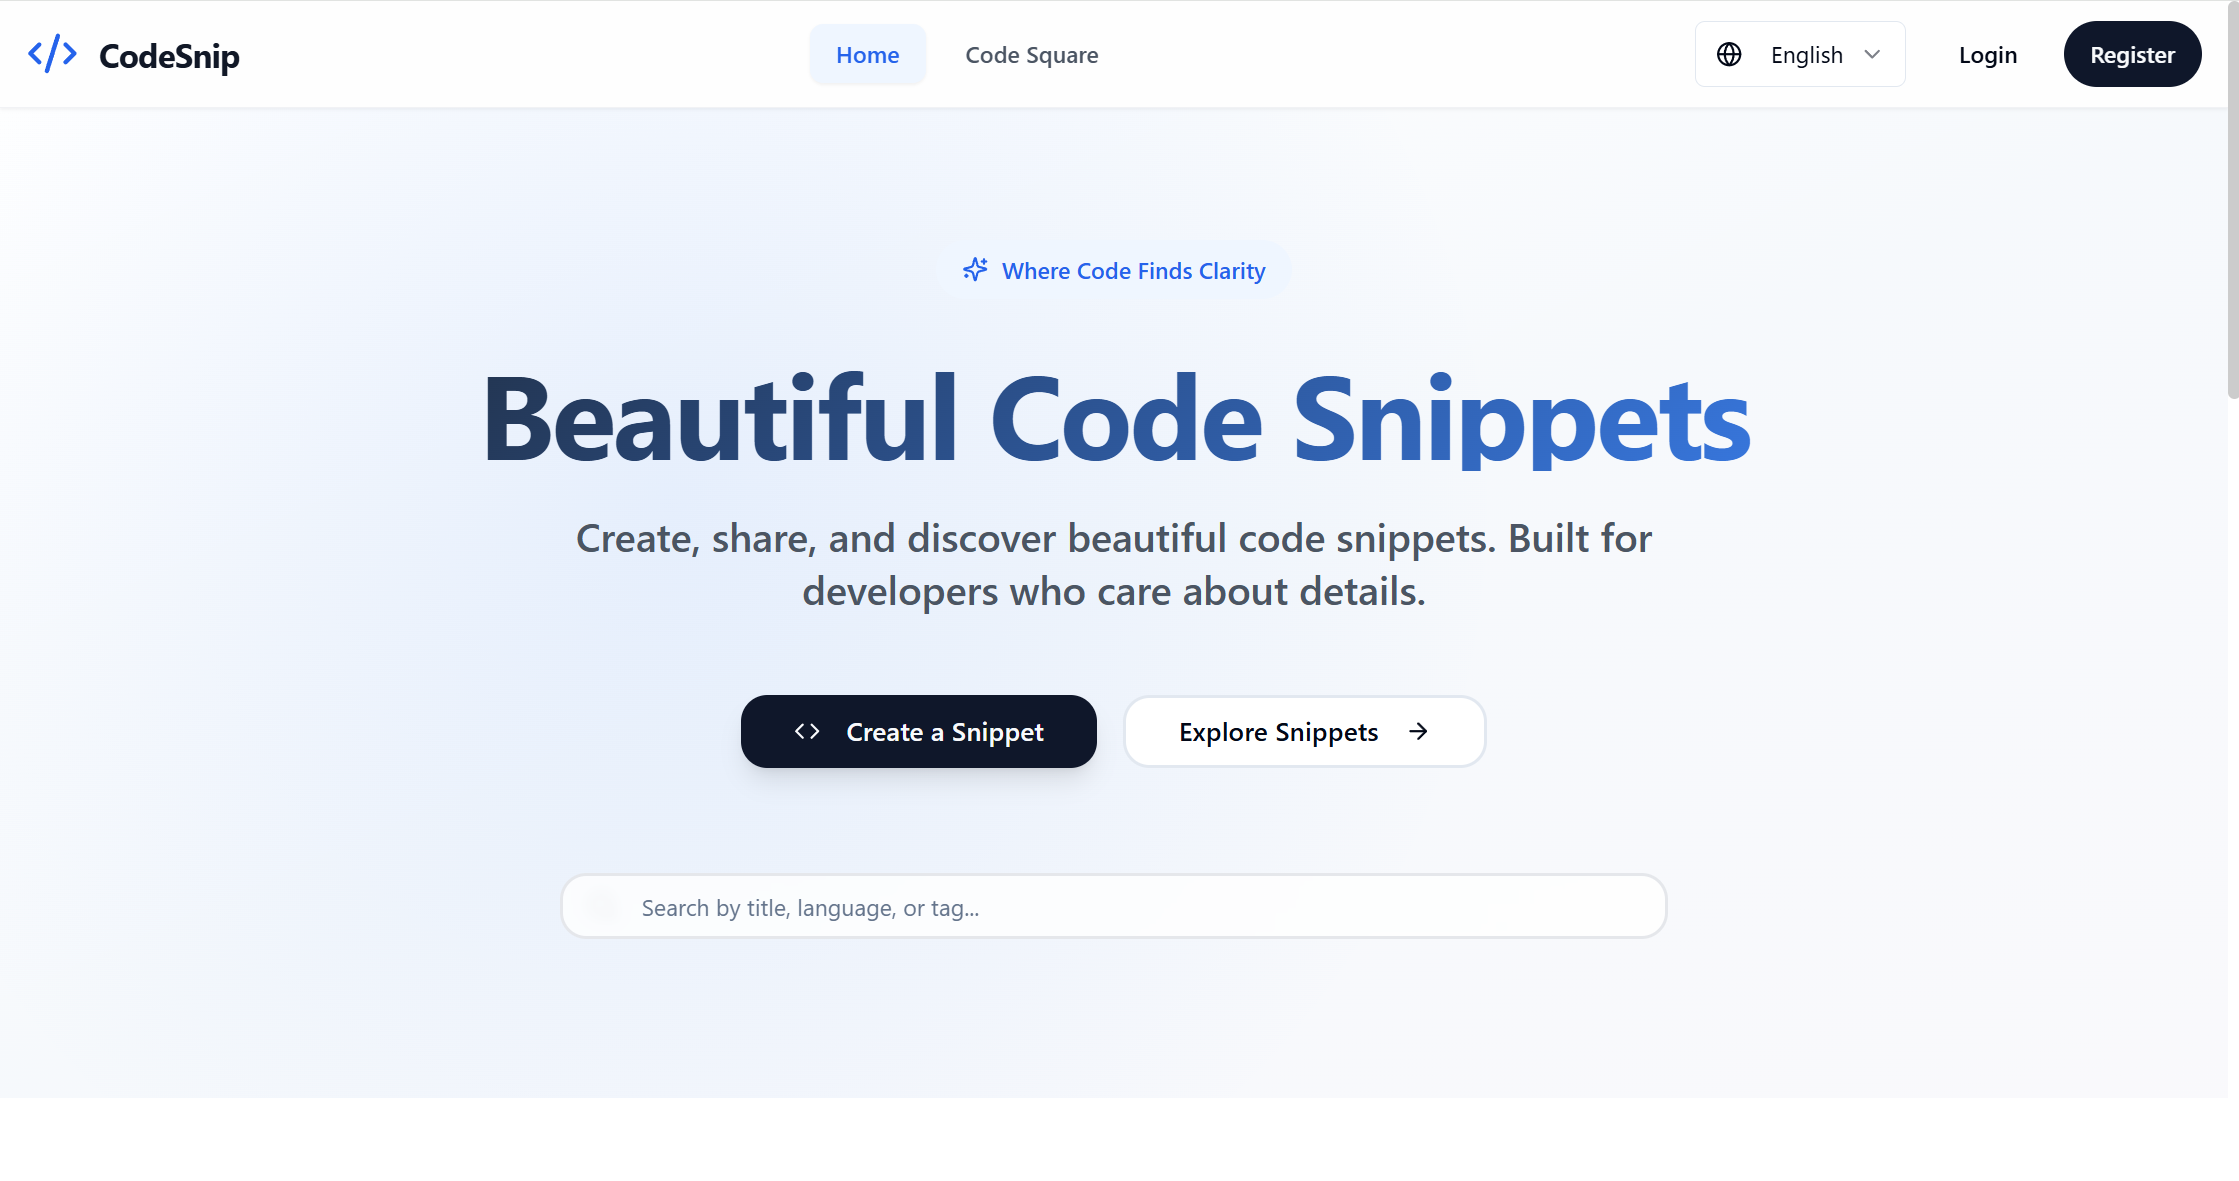 CodeSnip
Home
Code Square
English
Login
Register
Where Code Finds Clarity
Beautiful Code Snippets
Create, share, and discover beautiful code snippets. Built for
developers who care about details.
Create a Snippet
Explore Snippets
Search by title, language, or tag...